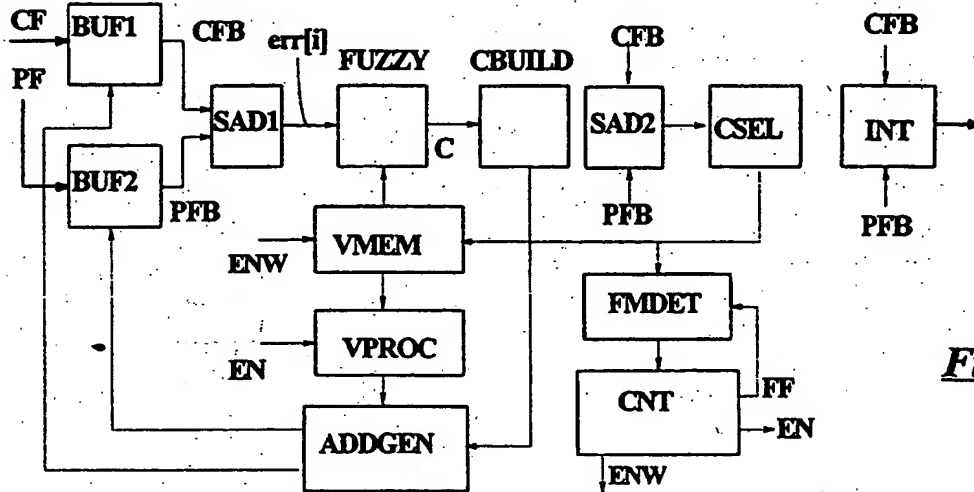 CF
BUF1
CFB
err[i]
FUZZY
CBUILD
CFB
CFB
PF
SAD1
C
SAD2
CSEL
INT
BUF2
PFB
PFB
PFB
VMEM
ENW
FMDET
VPROC
EN
CNT
FF
EN
ADDGEN
ENW